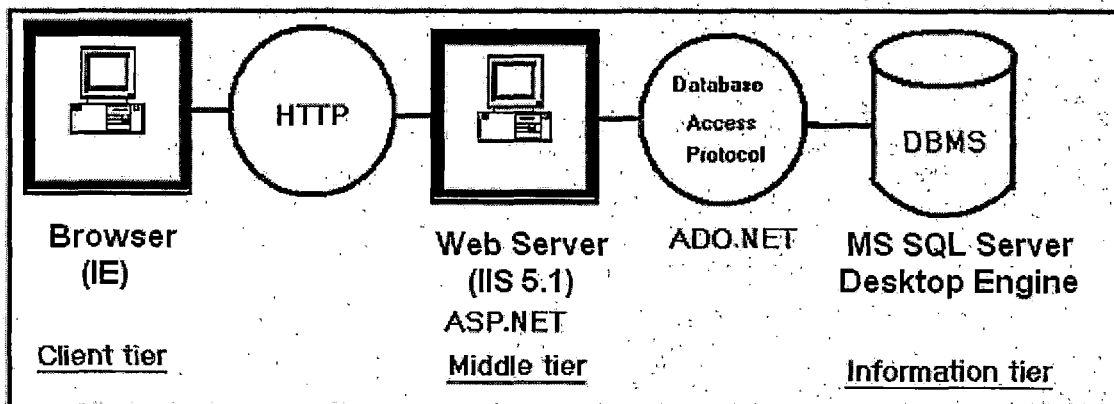 HTTP
Database
Access
Protocol
DBMS
Browser
(IE)
Web Server
(IIS 5.1)
ASP.NET
ADO.NET
MS SQL Server
Desktop Engine
Client tier
Middle tier
Information tier